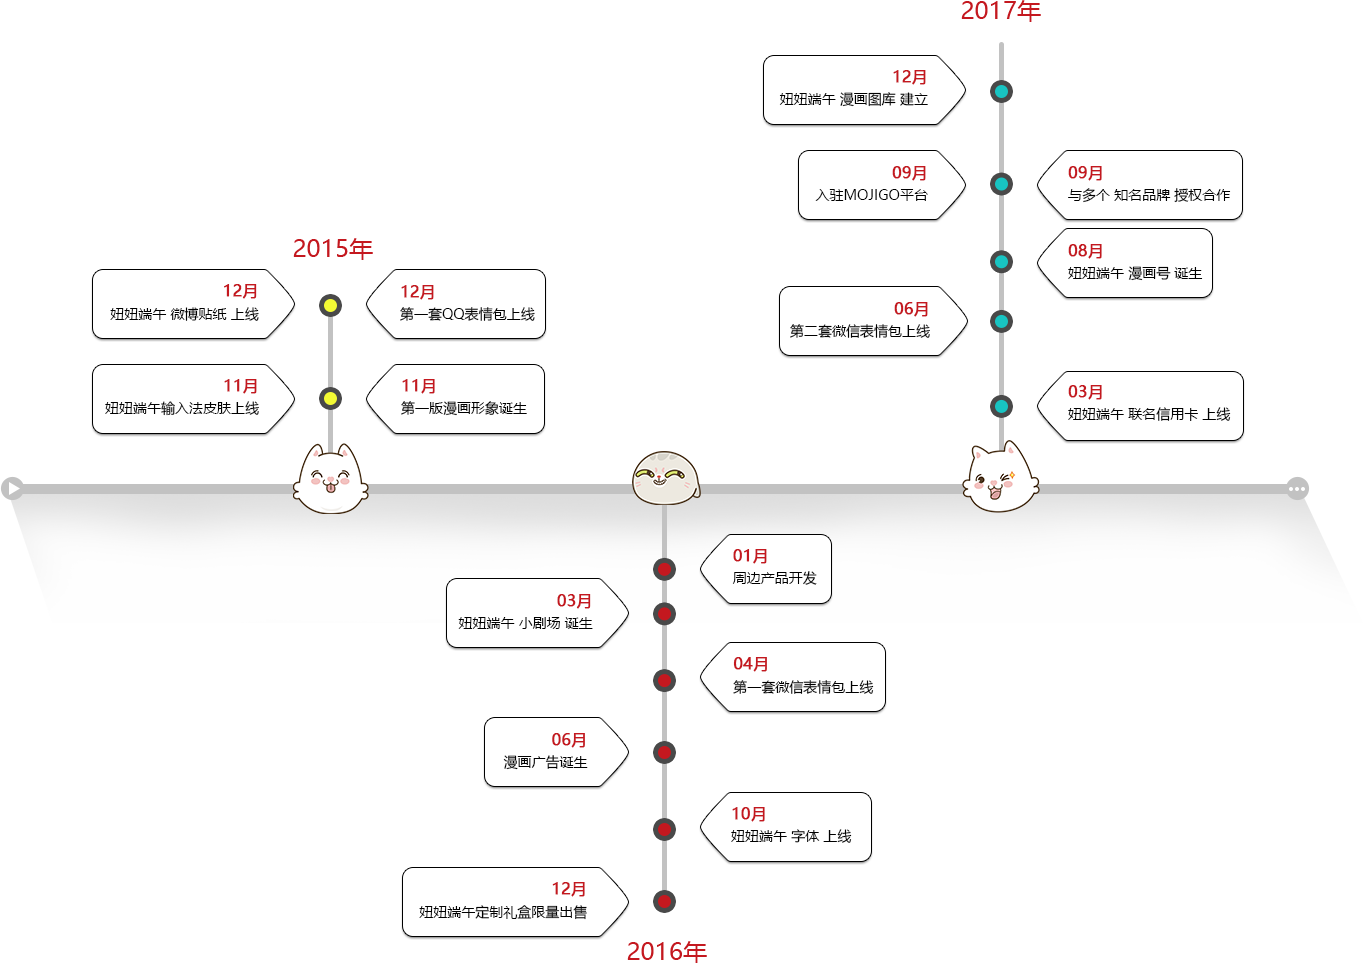 2017年
12月
妞妞端午 漫画图库 建立
09月
入驻MOJIGO平台
09月
与多个 知名品牌 授权合作
08月
妞妞端午 漫画号 诞生
06月
第二套微信表情包上线
03月
妞妞端午 联名信用卡 上线
2015年
12月
妞妞端午 微博贴纸 上线
12月
第一套QQ表情包上线
11月
妞妞端午输入法皮肤上线
11月
第一版漫画形象诞生
01月
周边产品开发
03月
妞妞端午 小剧场 诞生
04月
第一套微信表情包上线
06月
漫画广告诞生
10月
妞妞端午 字体 上线
12月
妞妞端午定制礼盒限量出售
2016年